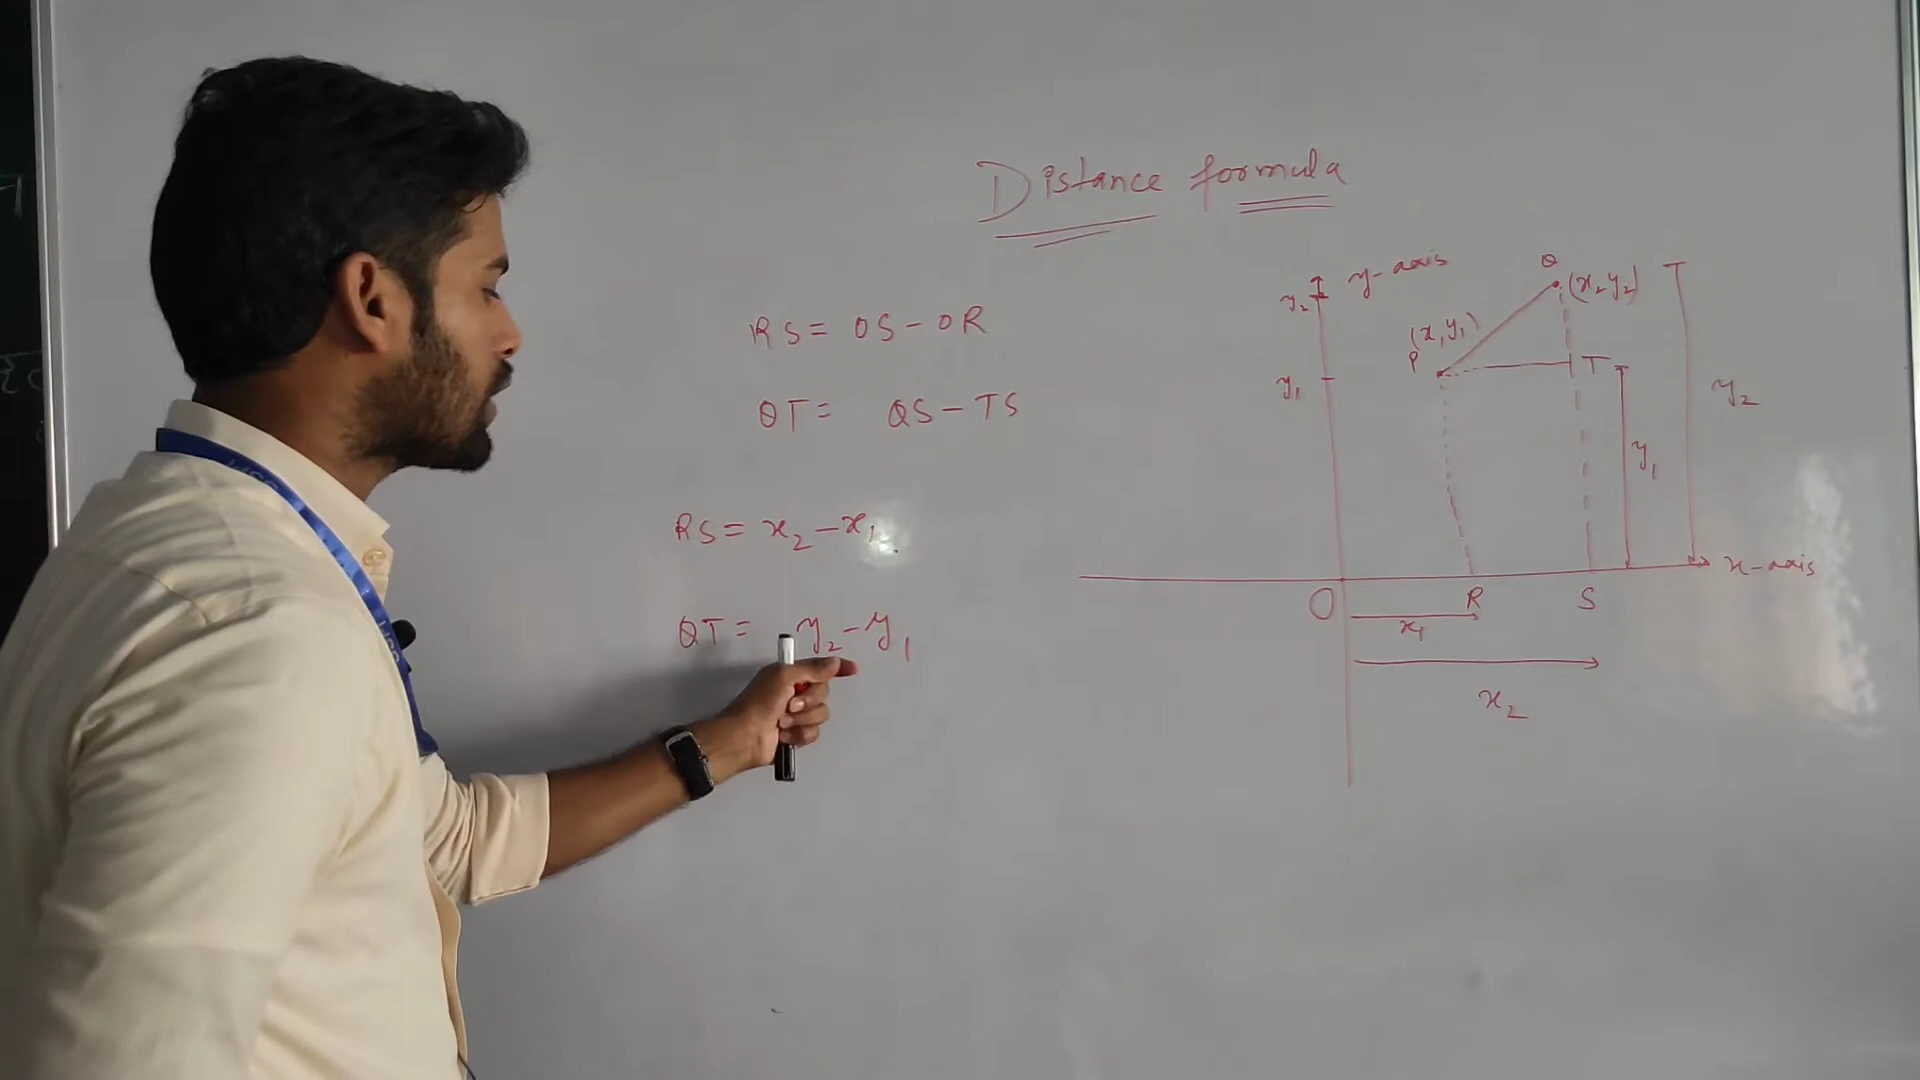 Distance formula
RS = OS - OR
QT = QS - TS
RS = x₂ - x₁
QT = y₂ - y₁
y-axis
Q
(x₂ y₂)
y₂
(x, y₁)
P
T
y₁
y₂
y₁
x-axis
O
R
S
x₁
x₂